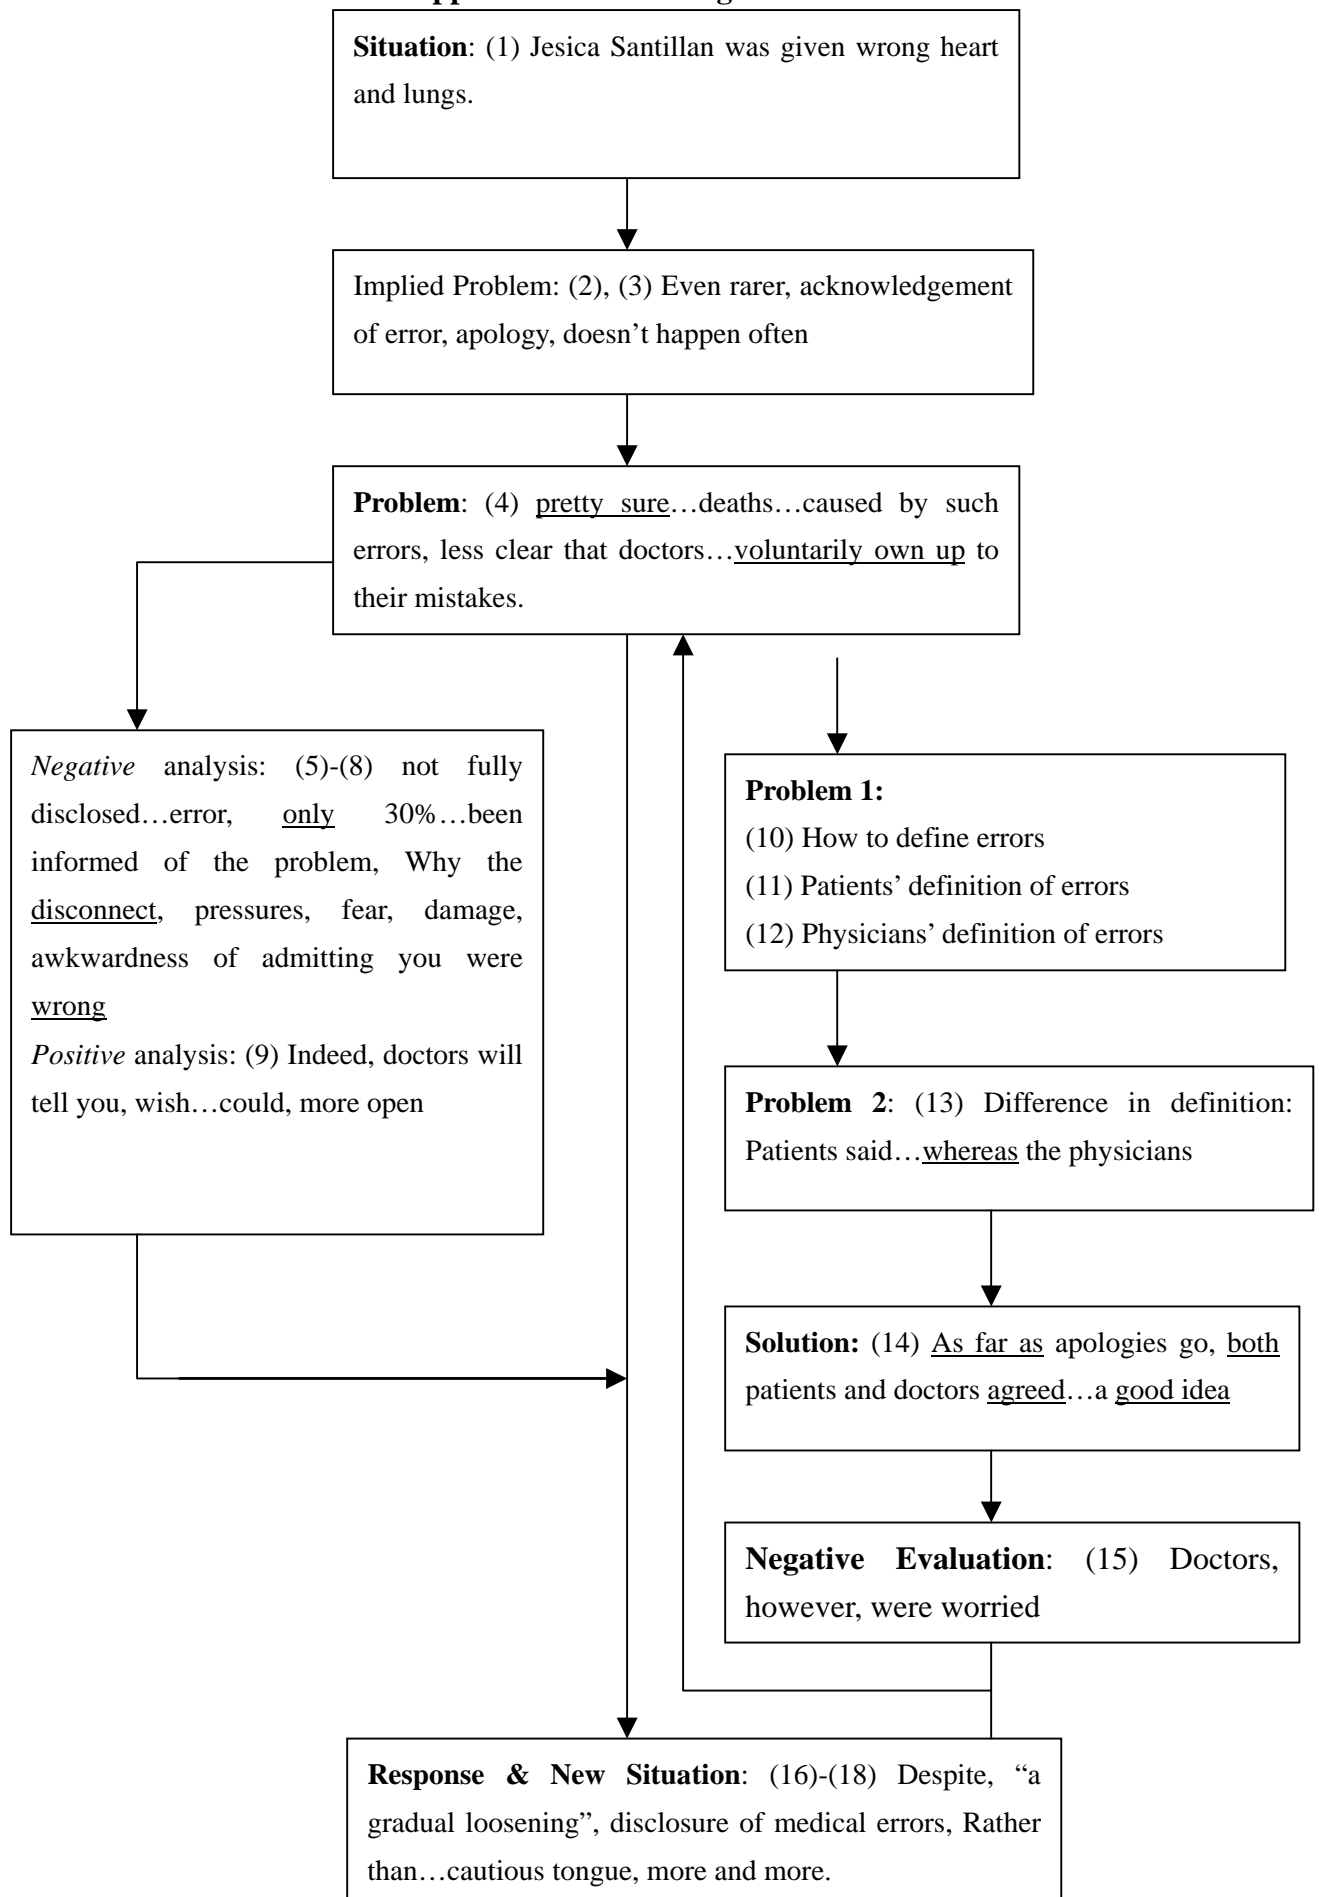 Situation: (1) Jesica Santillan was given wrong heart
and lungs.
Implied Problem: (2), (3) Even rarer, acknowledgement
of error, apology, doesn’t happen often
Problem: (4) pretty sure…deaths…caused by such
errors, less clear that doctors…voluntarily own up to
their mistakes.
Negative analysis: (5)-(8) not fully
disclosed…error, only 30%…been
informed of the problem, Why the
disconnect, pressures, fear, damage,
awkwardness of admitting you were
wrong
Positive analysis: (9) Indeed, doctors will
tell you, wish…could, more open
Problem 1:
(10) How to define errors
(11) Patients’ definition of errors
(12) Physicians’ definition of errors
Problem 2: (13) Difference in definition:
Patients said…whereas the physicians
Solution: (14) As far as apologies go, both
patients and doctors agreed…a good idea
Negative Evaluation: (15) Doctors,
however, were worried
Response & New Situation: (16)-(18) Despite, “a
gradual loosening”, disclosure of medical errors, Rather
than…cautious tongue, more and more.